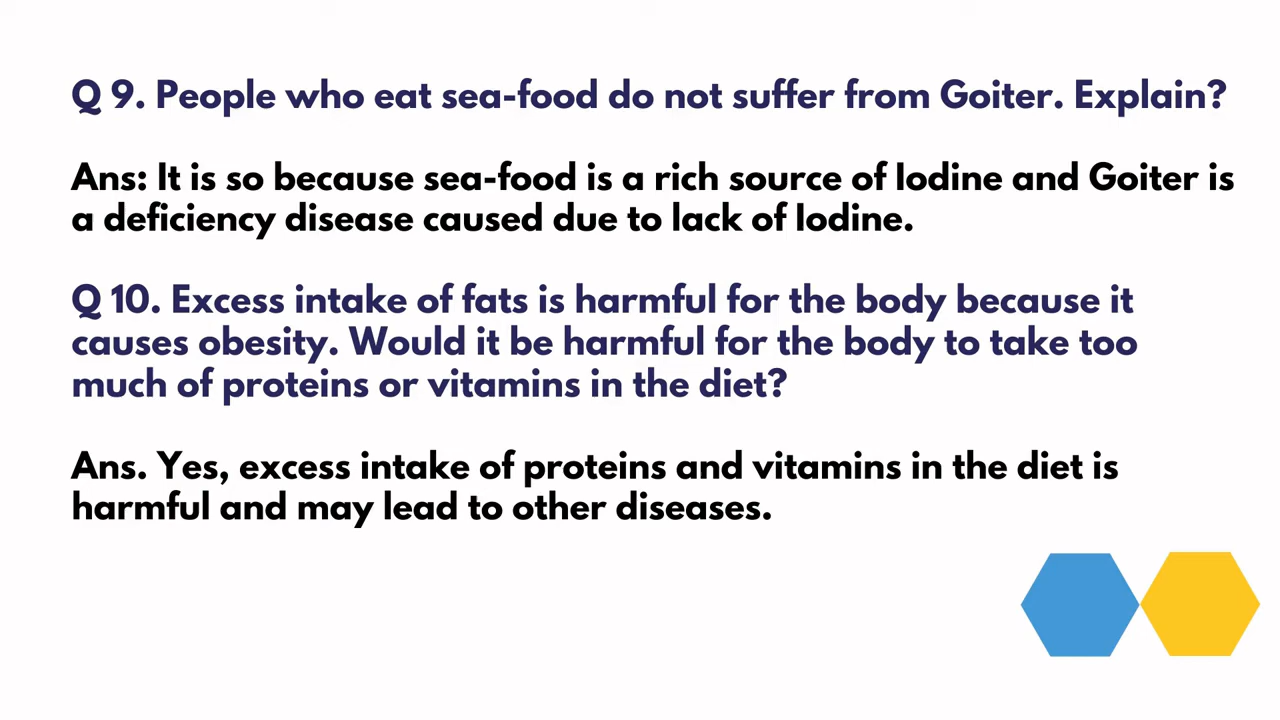 Q 9. People who eat sea-food do not suffer from Goiter. Explain?
Ans: It is so because sea-food is a rich source of Iodine and Goiter is
a deficiency disease caused due to lack of Iodine.
Q 10. Excess intake of fats is harmful for the body because it
causes obesity. Would it be harmful for the body to take too
much of proteins or vitamins in the diet?
Ans. Yes, excess intake of proteins and vitamins in the diet is
harmful and may lead to other diseases.